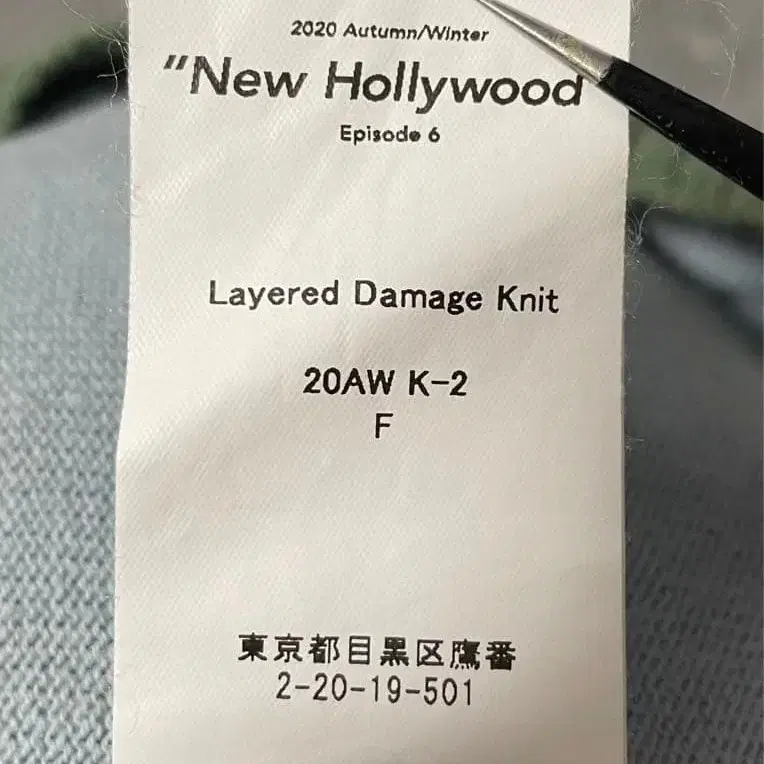 2020 Autumn/Winter
"New Hollywood
Episode 6
Layered Damage Knit
20AW K-2
F
東京都目黒区鷹番
2-20-19-501